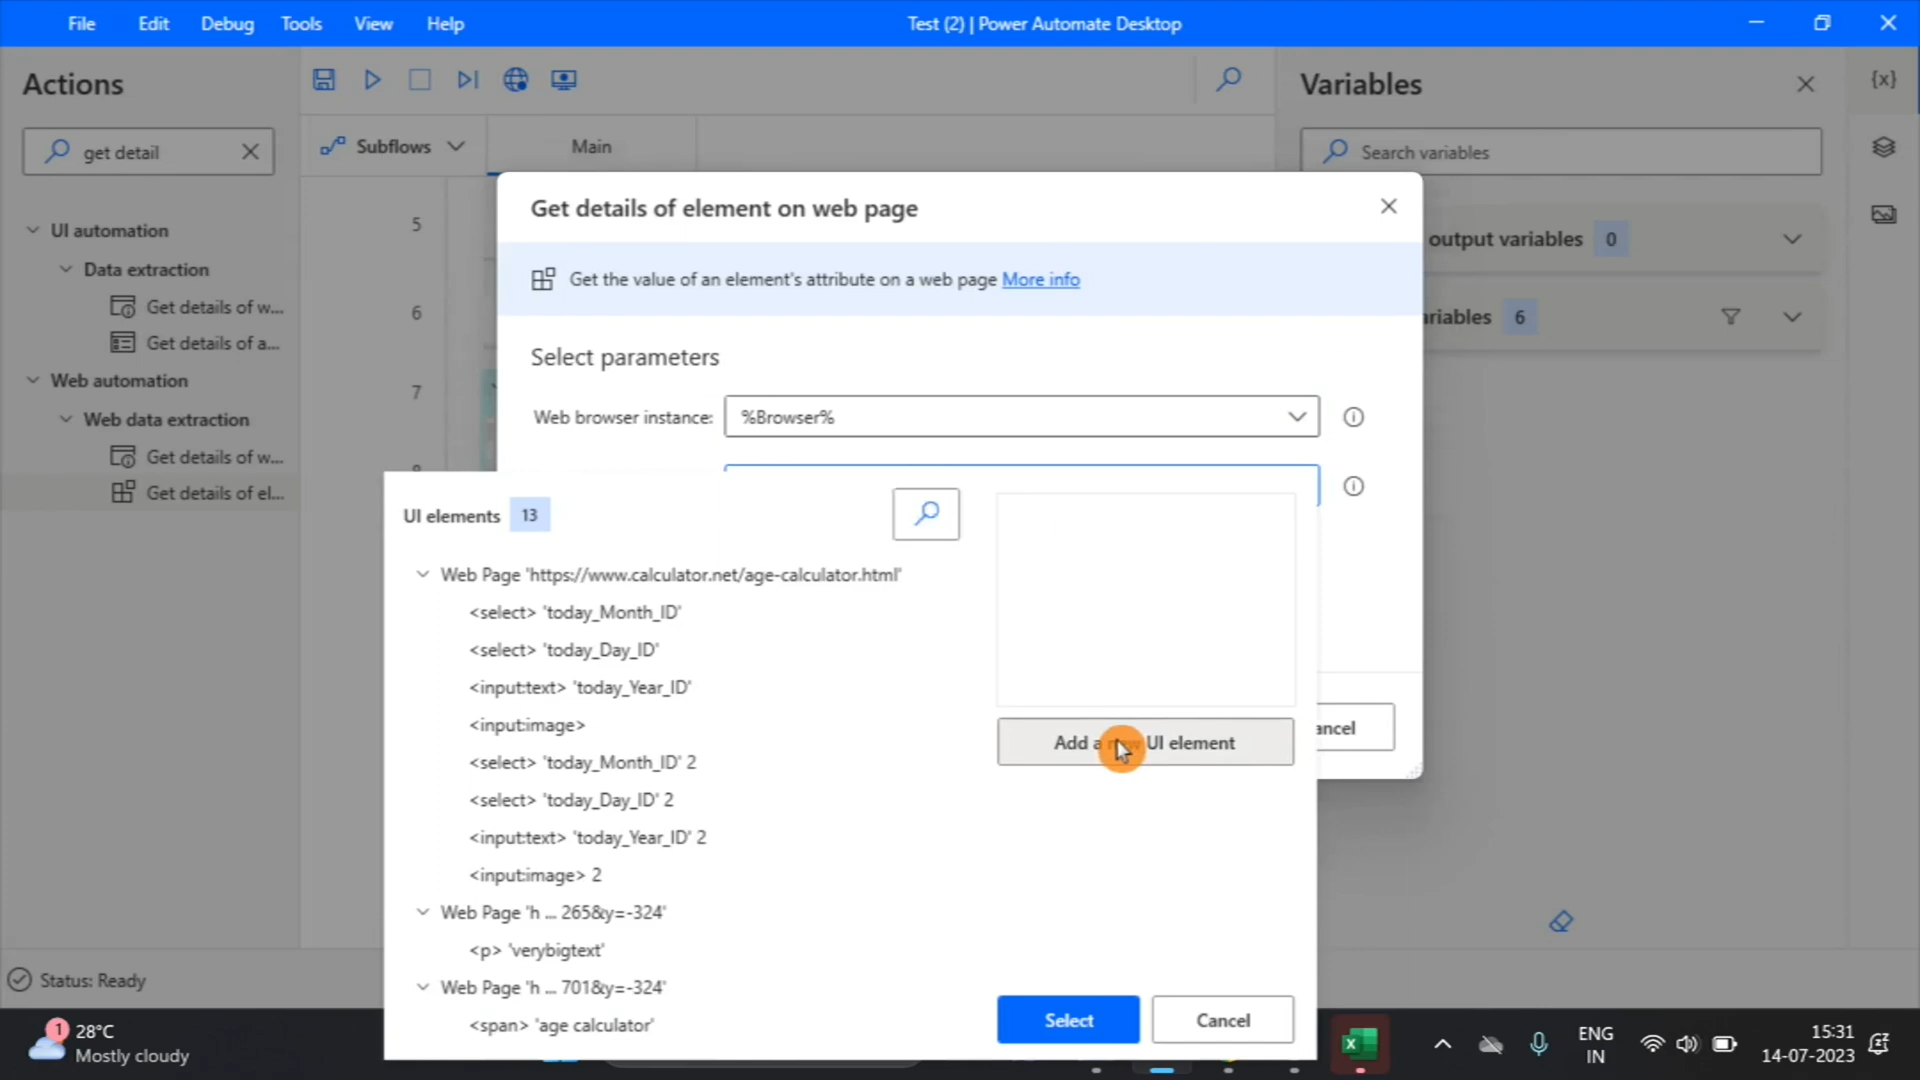 File Edit Debug Tools View Help
Test (2) | Power Automate Desktop
Actions
get detail
UI automation
Data extraction
Get details of w...
Get details of a...
Web automation
Web data extraction
Get details of w...
Get details of el...
Subflows
Main
5
6
7
8
Get details of element on web page
Get the value of an element's attribute on a web page More info
Select parameters
Web browser instance: %Browser%
UI elements 13
Web Page 'https://www.calculator.net/age-calculator.html'
<select> 'today_Month_ID'
<select> 'today_Day_ID'
<input:text> 'today_Year_ID'
<input:image>
<select> 'today_Month_ID' 2
<select> 'today_Day_ID' 2
<input:text> 'today_Year_ID' 2
<input:image> 2
Web Page 'h ... 265&y=-324'
<p> 'verybigtext'
Web Page 'h ... 701&y=-324'
<span> 'age calculator'
Add a new UI element
ancel
Select
Cancel
Variables
{x}
Search variables
output variables 0
riables 6
Status: Ready
1
28°C
Mostly cloudy
ENG
IN
15:31
14-07-2023